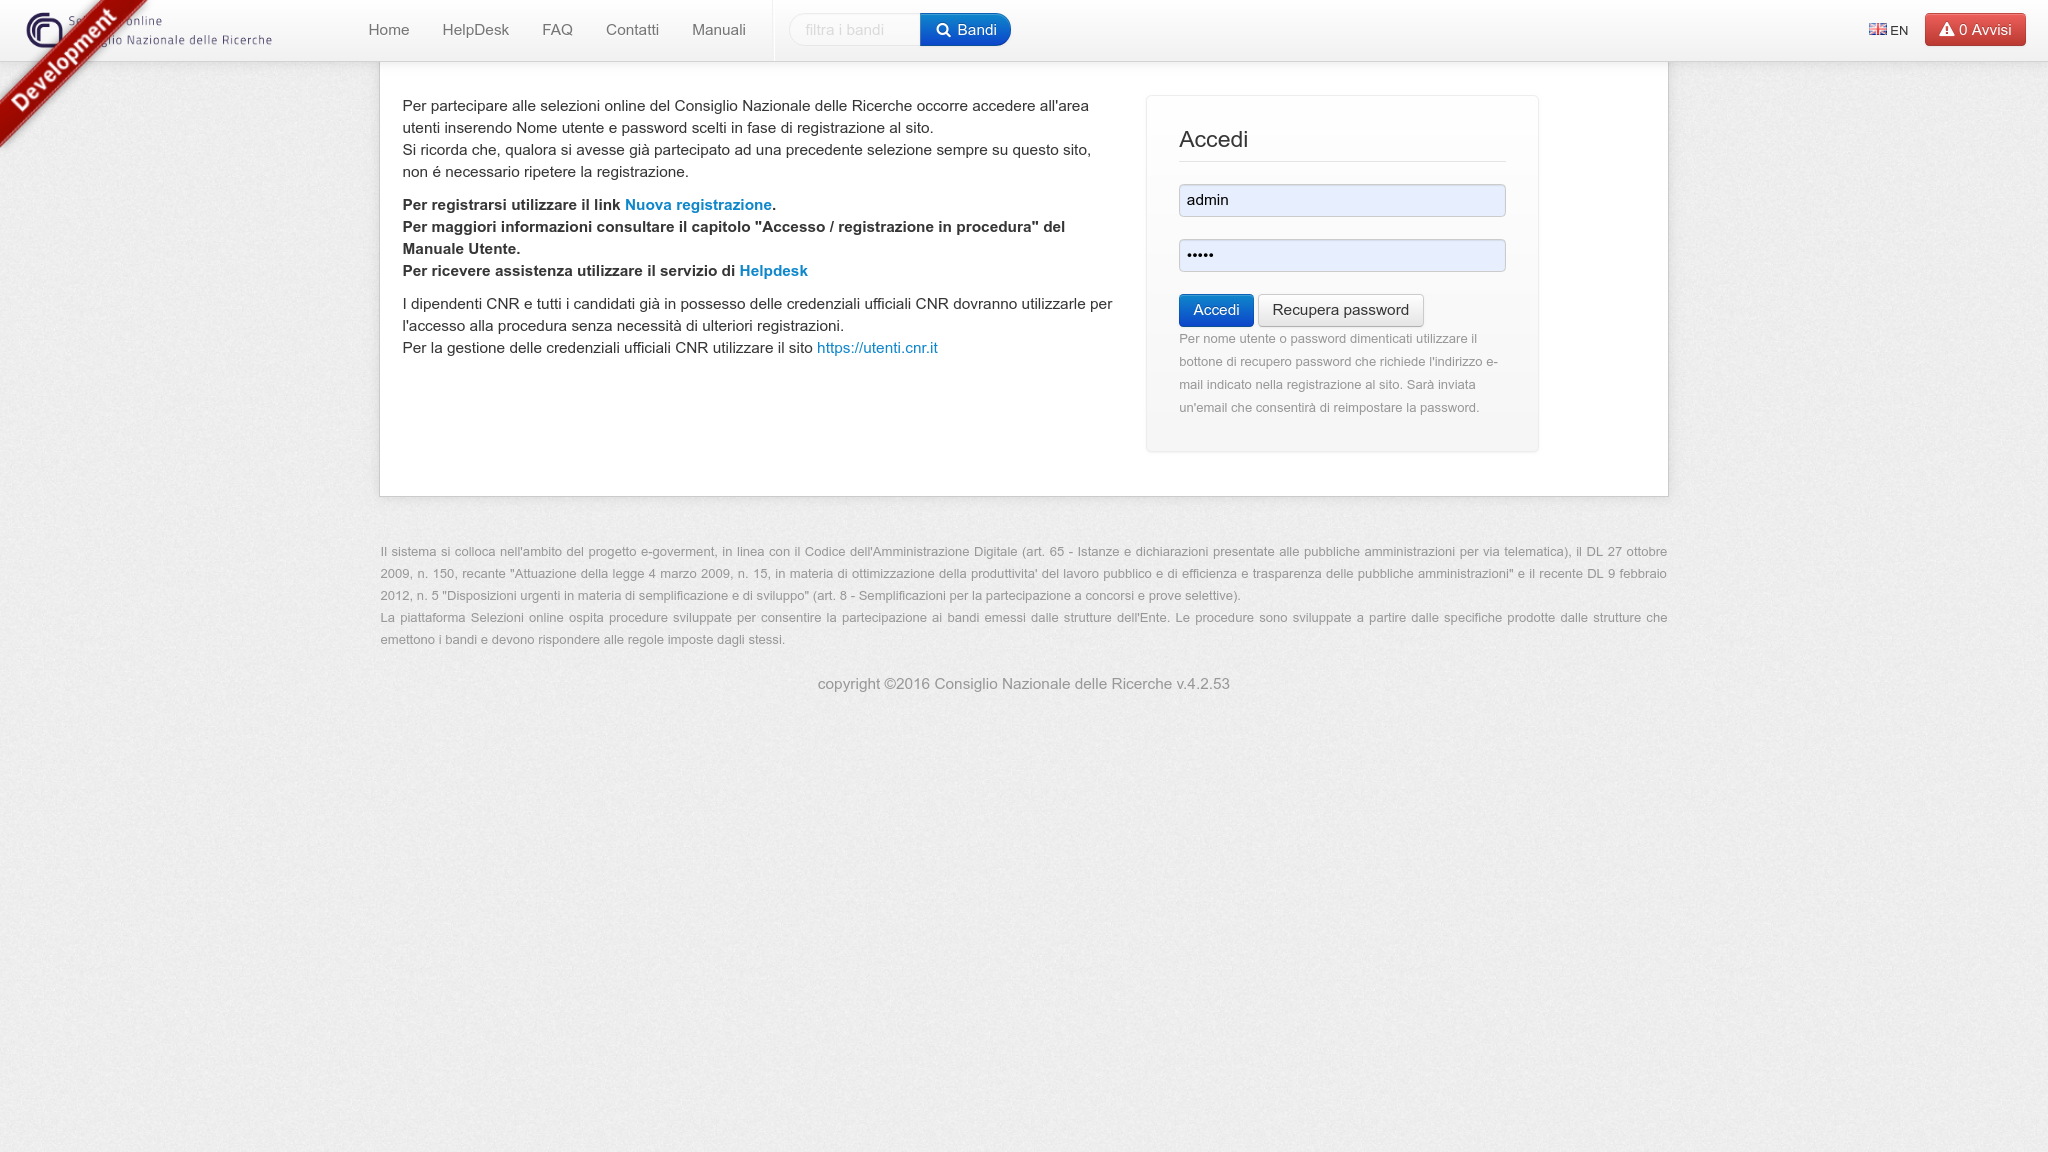 online
Nazionale delle Ricerche
Development
Home
HelpDesk
FAQ
Contatti
Manuali
filtra i bandi
Bandi
EN
0 Avvisi
Per partecipare alle selezioni online del Consiglio Nazionale delle Ricerche occorre accedere all'area
utenti inserendo Nome utente e password scelti in fase di registrazione al sito.
Si ricorda che, qualora si avesse già partecipato ad una precedente selezione sempre su questo sito,
non é necessario ripetere la registrazione.
Per registrarsi utilizzare il link Nuova registrazione.
Per maggiori informazioni consultare il capitolo "Accesso / registrazione in procedura" del
Manuale Utente.
Per ricevere assistenza utilizzare il servizio di Helpdesk
I dipendenti CNR e tutti i candidati già in possesso delle credenziali ufficiali CNR dovranno utilizzarle per
l'accesso alla procedura senza necessità di ulteriori registrazioni.
Per la gestione delle credenziali ufficiali CNR utilizzare il sito https://utenti.cnr.it
Accedi
admin
•••••
Accedi
Recupera password
Per nome utente o password dimenticati utilizzare il
bottone di recupero password che richiede l'indirizzo e-
mail indicato nella registrazione al sito. Sarà inviata
un'email che consentirà di reimpostare la password.
Il sistema si colloca nell'ambito del progetto e-goverment, in linea con il Codice dell'Amministrazione Digitale (art. 65 - Istanze e dichiarazioni presentate alle pubbliche amministrazioni per via telematica), il DL 27 ottobre
2009, n. 150, recante "Attuazione della legge 4 marzo 2009, n. 15, in materia di ottimizzazione della produttivita' del lavoro pubblico e di efficienza e trasparenza delle pubbliche amministrazioni" e il recente DL 9 febbraio
2012, n. 5 "Disposizioni urgenti in materia di semplificazione e di sviluppo" (art. 8 - Semplificazioni per la partecipazione a concorsi e prove selettive).
La piattaforma Selezioni online ospita procedure sviluppate per consentire la partecipazione ai bandi emessi dalle strutture dell'Ente. Le procedure sono sviluppate a partire dalle specifiche prodotte dalle strutture che
emettono i bandi e devono rispondere alle regole imposte dagli stessi.
copyright ©2016 Consiglio Nazionale delle Ricerche v.4.2.53